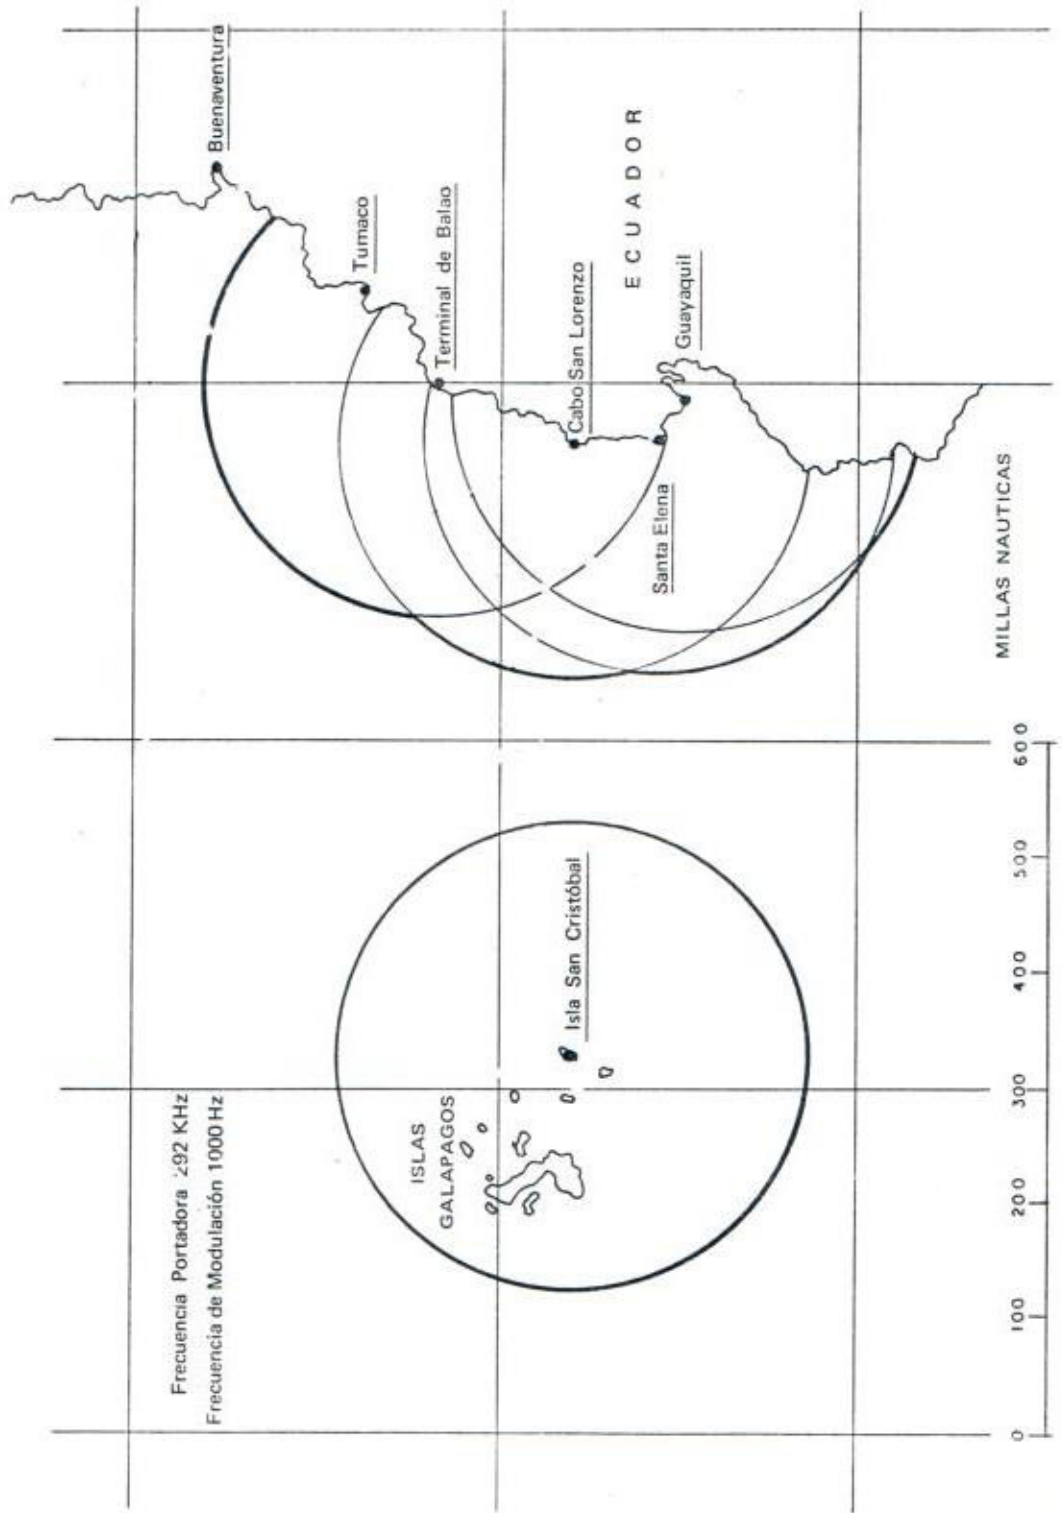 Frecuencia Portadora 292 KHz
Frecuencia de Modulación 1000 Hz
ISLAS
GALAPAGOS
Isla San Cristóbal
Buenaventura
Tumaco
Terminal de Balao
Cabo San Lorenzo
ECUADOR
Guayaquil
Santa Elena
MILLAS NAUTICAS
0 100 200 300 400 500 600